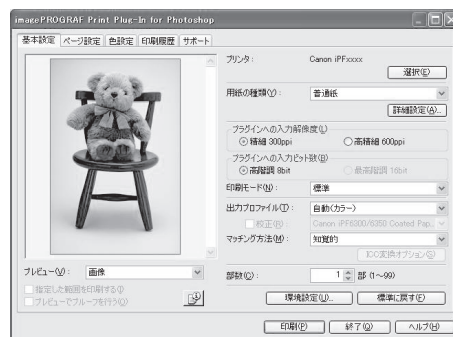 imagePROGRAF Print Plug-In for Photoshop
基本設定 ページ設定 色設定 印刷履歴 サポート
プリンタ: Canon iPFxxxx
選択(E)
用紙の種類(Y): 普通紙
詳細設定(A)..
プラグインへの入力解像度(L)
精細 300ppi 高精細 600ppi
プラグインへの入力ビット数(B)
高階調 8bit 最高階調 16bit
印刷モード(N): 標準
出力プロファイル(T): 自動(カラー)
校正(R): Canon iPF6300/6350 Coated Pap..
マッチング方法(M): 知覚的
ICC変換オプション(G)
プレビュー(V): 画像
指定した範囲を印刷する(J)
プレビューでプルーフを行う(O)
部数(C): 1 部 (1～99)
環境設定(U)... 標準に戻す(F)
印刷(P) 終了(Q) ヘルプ(H)